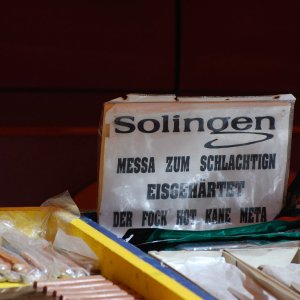 Solingen
MESSA ZUM SCHLACHTIGN
EISGEHARTET
DER FOCK HOT KANE META